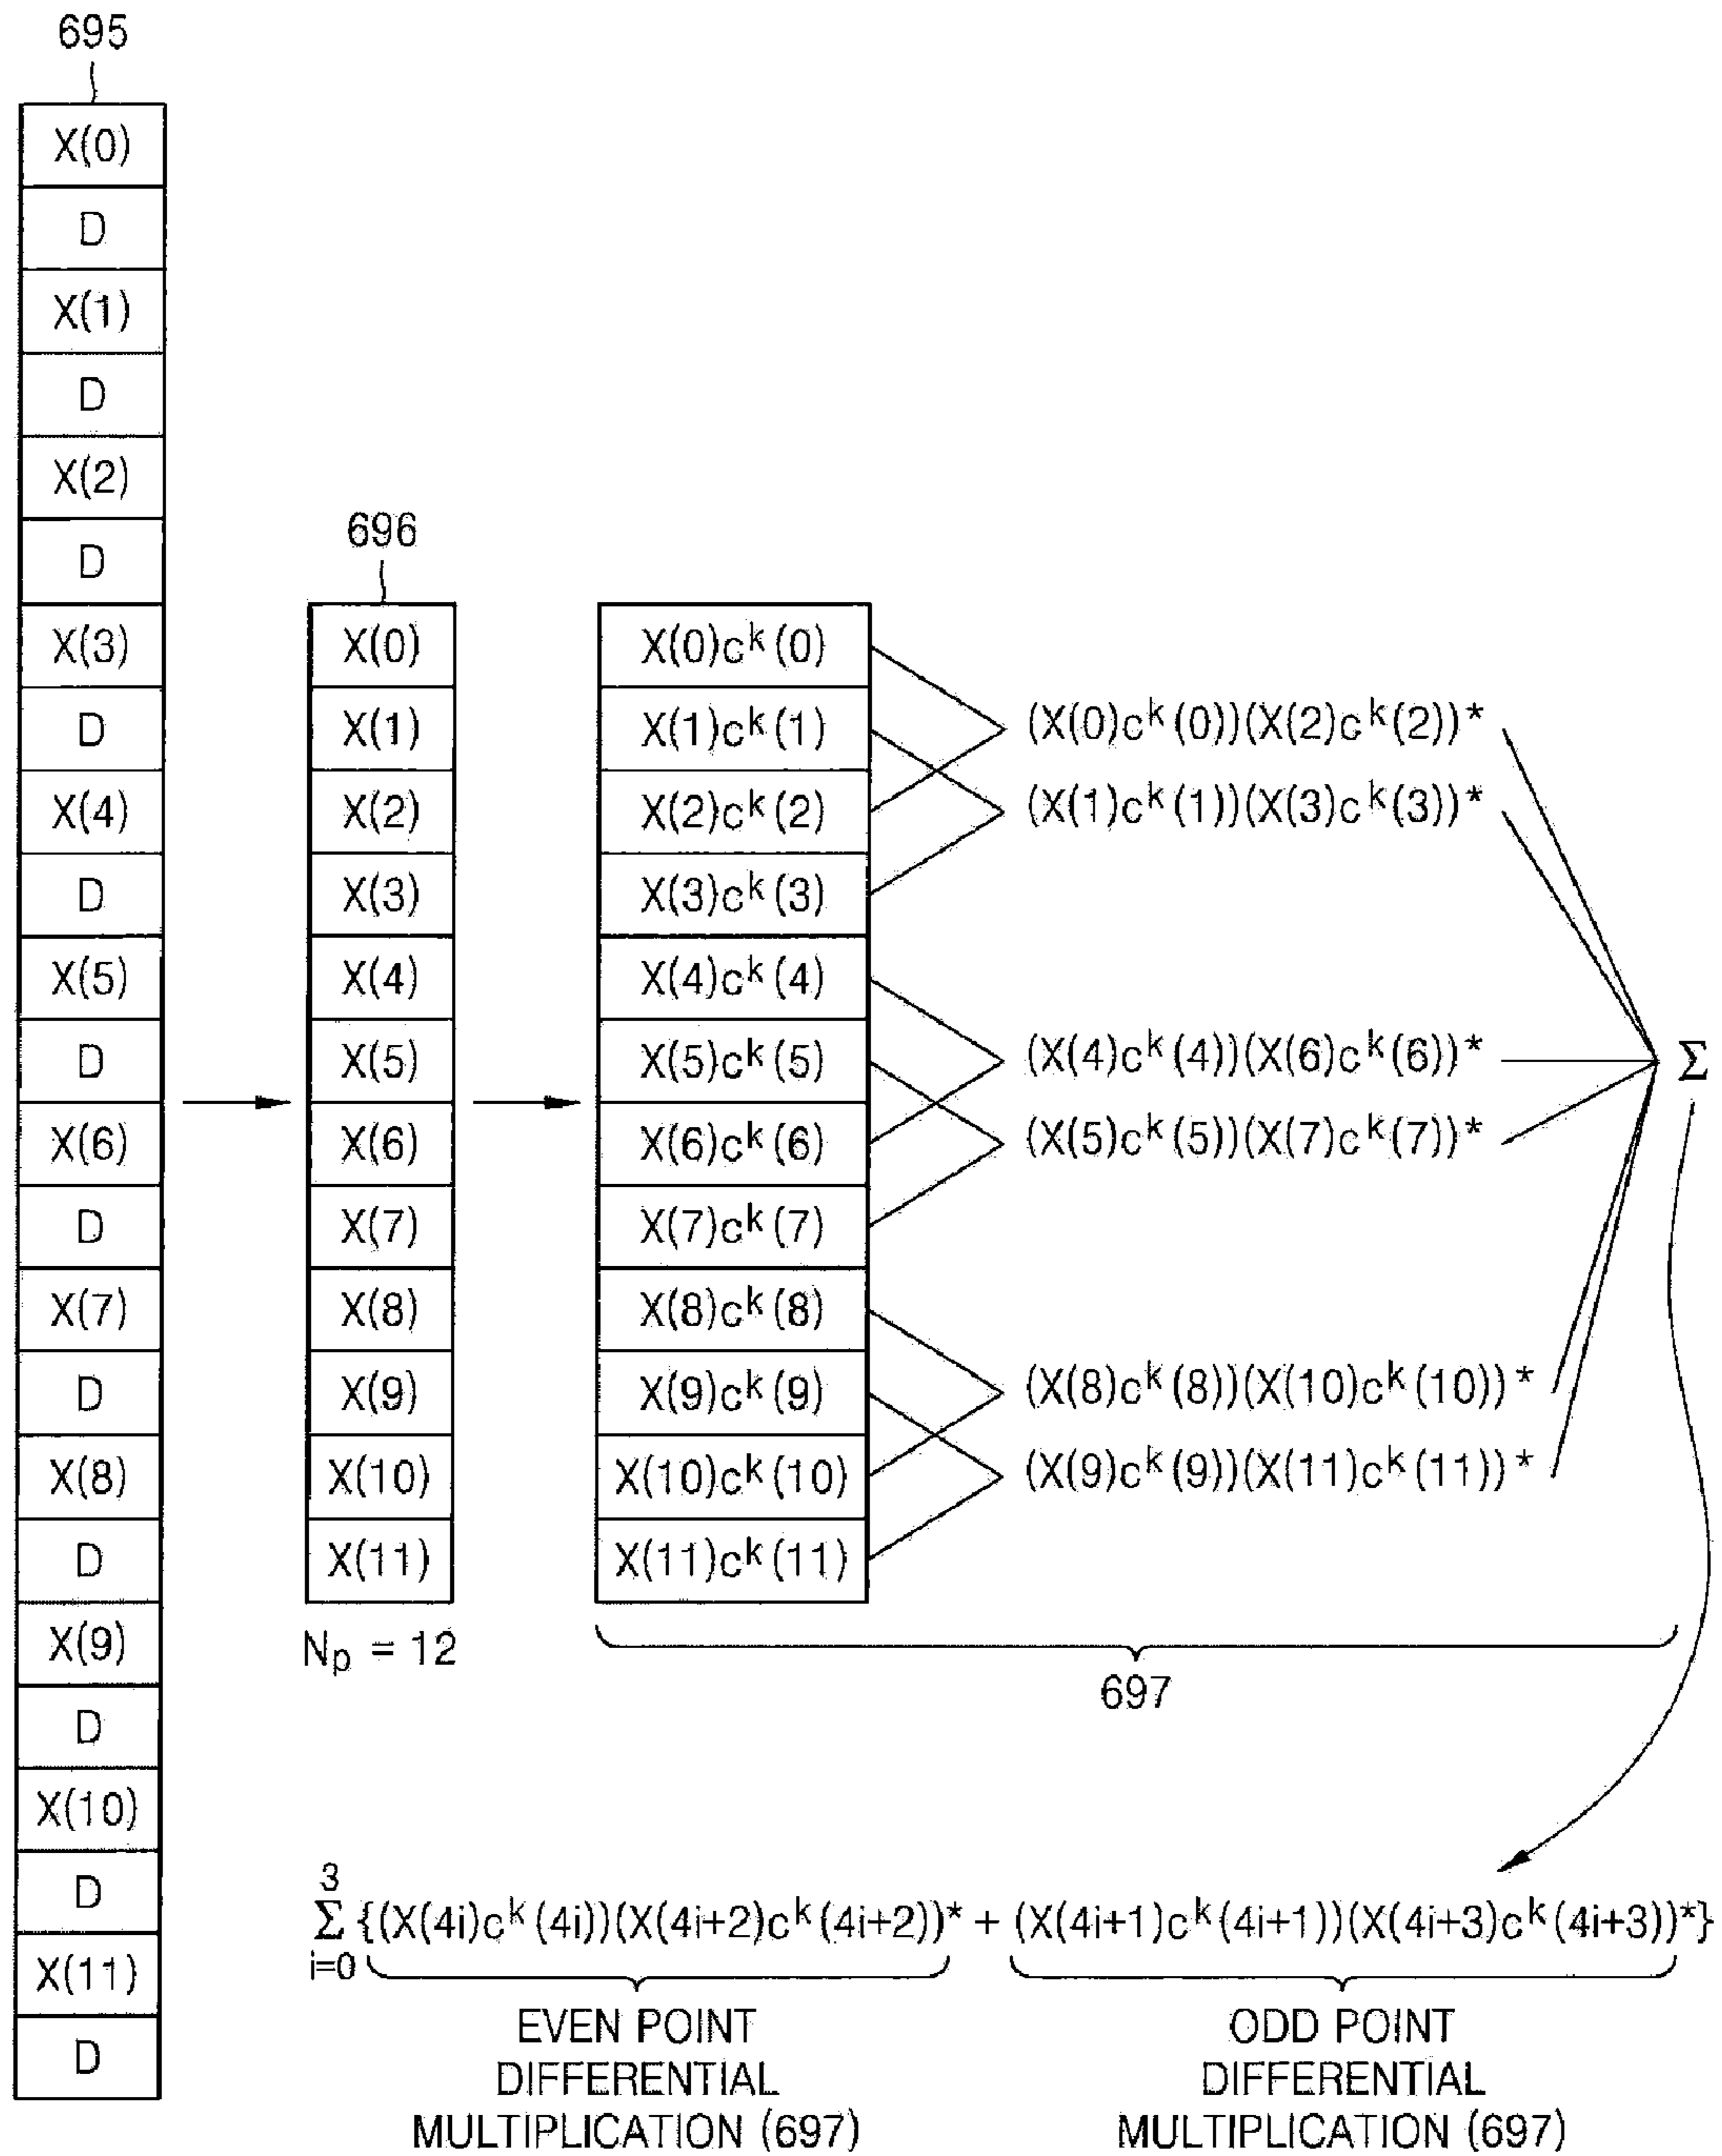 695
X(0)
D
X(1)
D
X(2)
D
X(3)
D
X(4)
D
X(5)
D
X(6)
D
X(7)
D
X(8)
D
X(9)
D
X(10)
D
X(11)
D
696
X(0)
X(1)
X(2)
X(3)
X(4)
X(5)
X(6)
X(7)
X(8)
X(9)
X(10)
X(11)
Np = 12
X(0)c^k(0)
X(1)c^k(1)
X(2)c^k(2)
X(3)c^k(3)
X(4)c^k(4)
X(5)c^k(5)
X(6)c^k(6)
X(7)c^k(7)
X(8)c^k(8)
X(9)c^k(9)
X(10)c^k(10)
X(11)c^k(11)
(X(0)c^k(0))(X(2)c^k(2))*
(X(1)c^k(1))(X(3)c^k(3))*
(X(4)c^k(4))(X(6)c^k(6))*
(X(5)c^k(5))(X(7)c^k(7))*
(X(8)c^k(8))(X(10)c^k(10))*
(X(9)c^k(9))(X(11)c^k(11))*
Σ
697
3
Σ {(X(4i)c^k(4i))(X(4i+2)c^k(4i+2))* + (X(4i+1)c^k(4i+1))(X(4i+3)c^k(4i+3))*}
i=0
EVEN POINT
DIFFERENTIAL
MULTIPLICATION (697)
ODD POINT
DIFFERENTIAL
MULTIPLICATION (697)